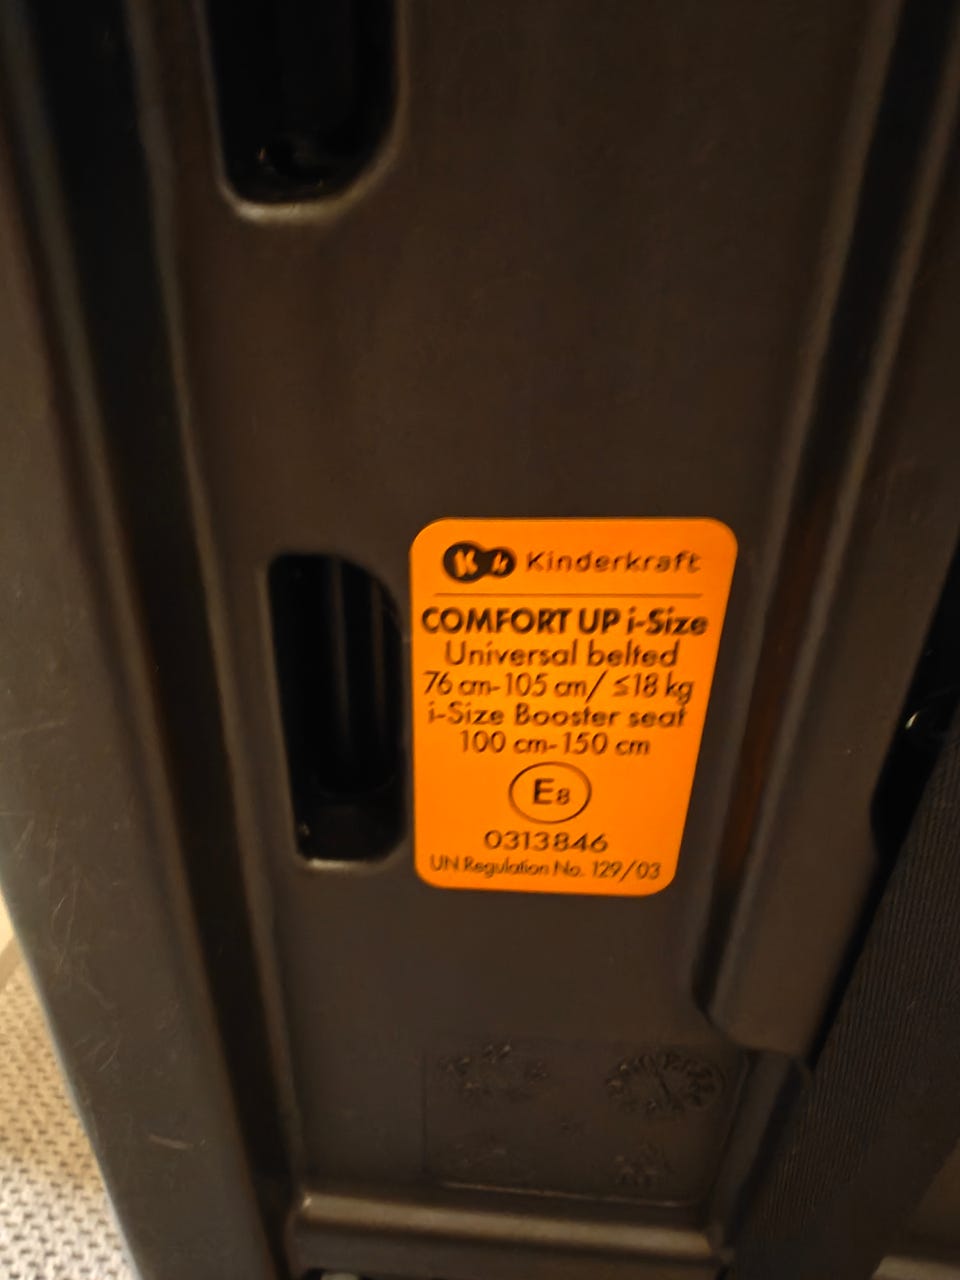 K k Kinderkraft
COMFORT UP i-Size
Universal belted
76 cm-105 cm/ ≤18 kg
i-Size Booster seat
100 cm-150 cm
E8
0313846
UN Regulation No. 129/03